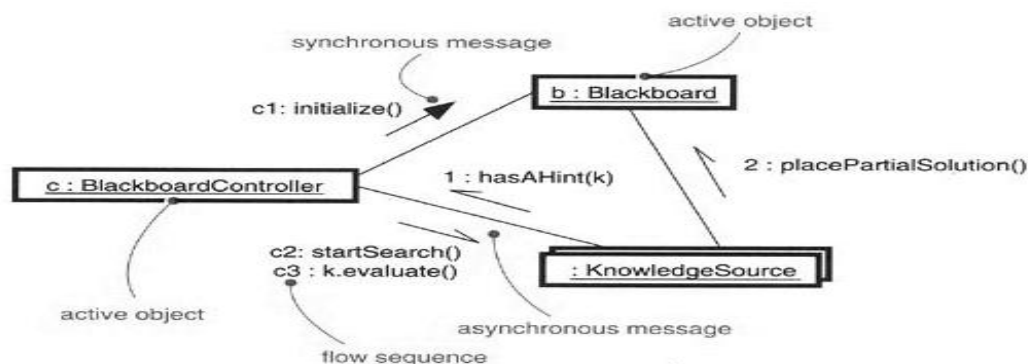 active object
synchronous message
b : Blackboard
c1: initialize()
2 : placePartialSolution()
1 : hasAHint(k)
c : BlackboardController
c2: startSearch()
c3 : k.evaluate()
: KnowledgeSource
active object
asynchronous message
flow sequence